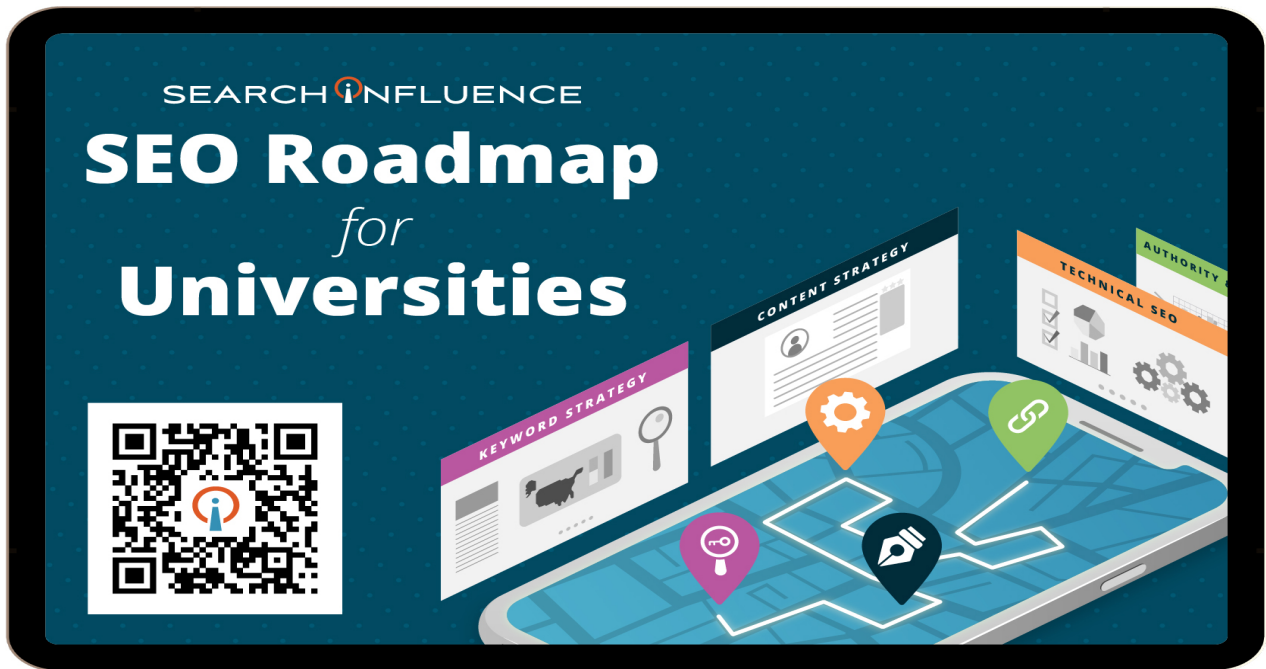 SEARCH INFLUENCE
SEO Roadmap
for
Universities
KEYWORD STRATEGY
CONTENT STRATEGY
TECHNICAL SEO
AUTHORITY